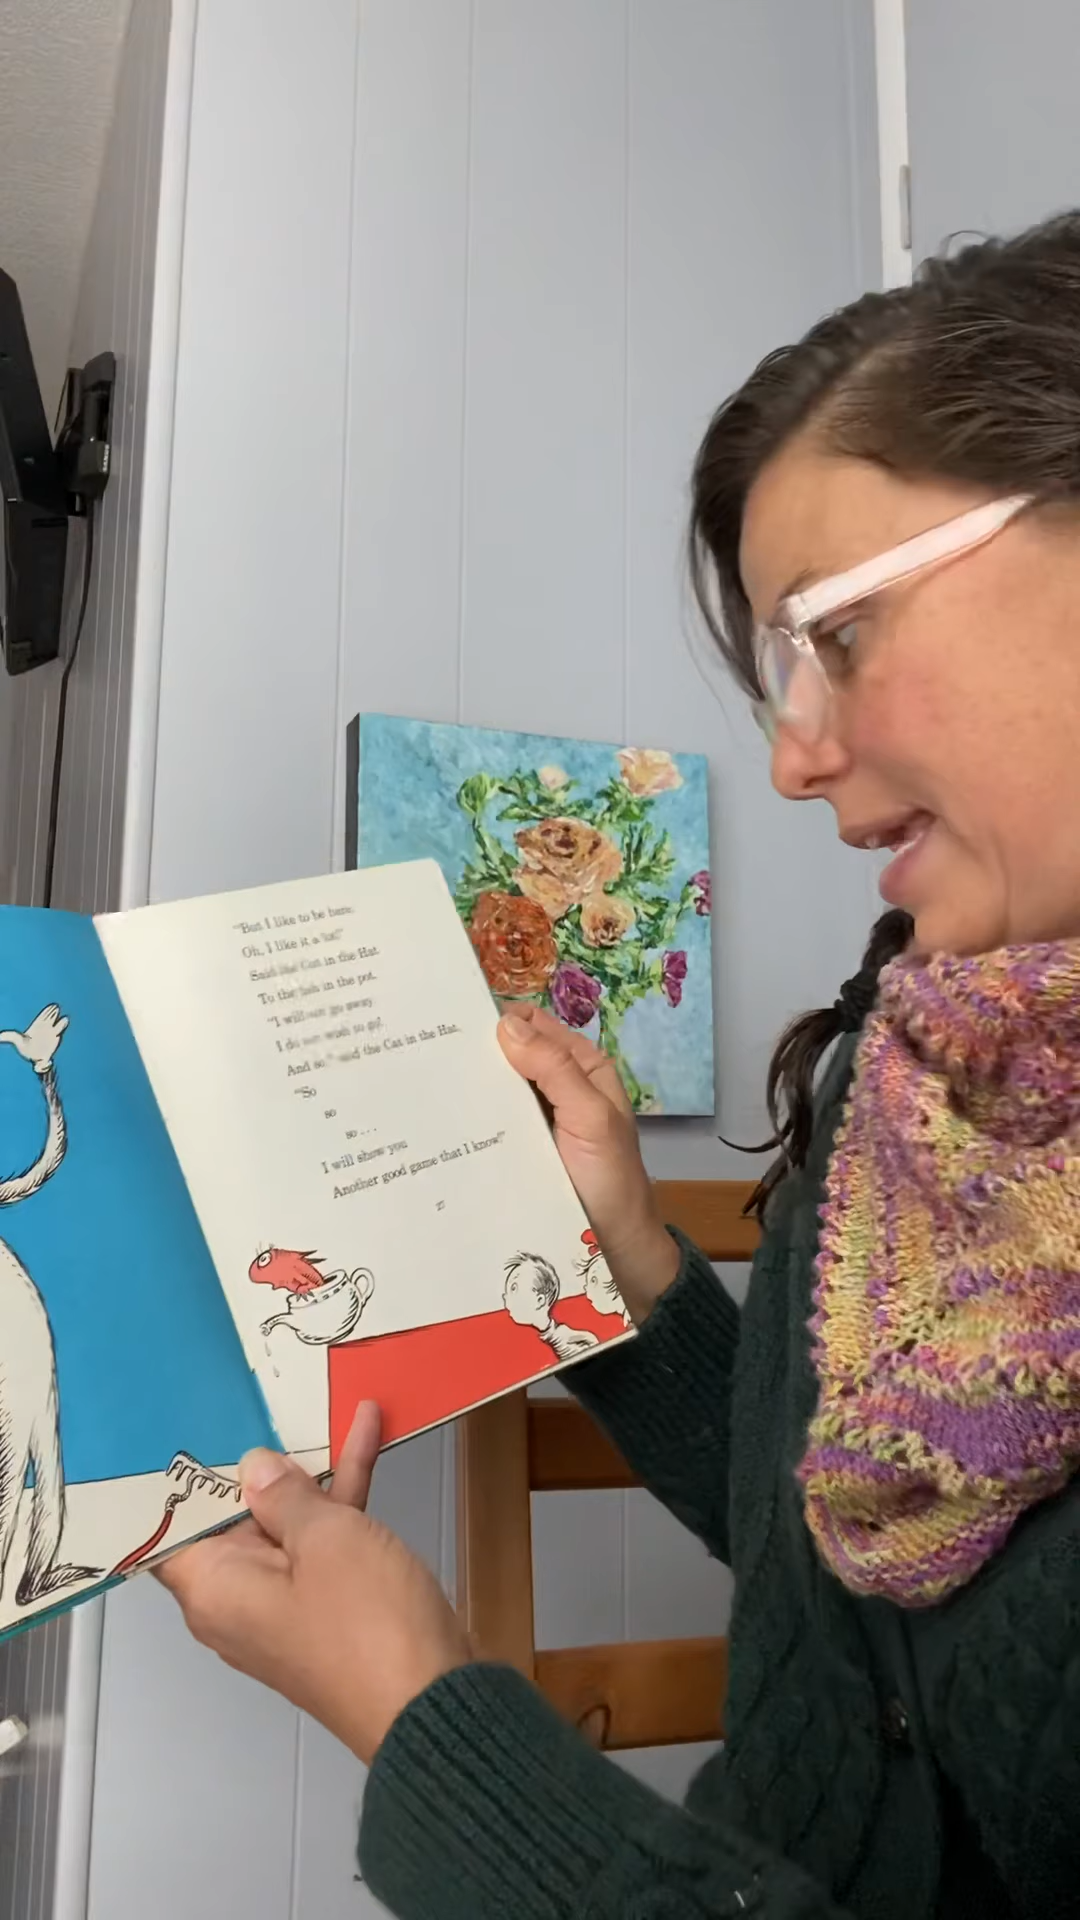 "But I like to be here.
Oh, I like it a lot!"
Said the Cat in the Hat
To the fish in the pot.
"I will not go away.
I do not wish to go!
And so," said the Cat in the Hat,
"So
so
so . . .
I will show you
Another good game that I know!"
27